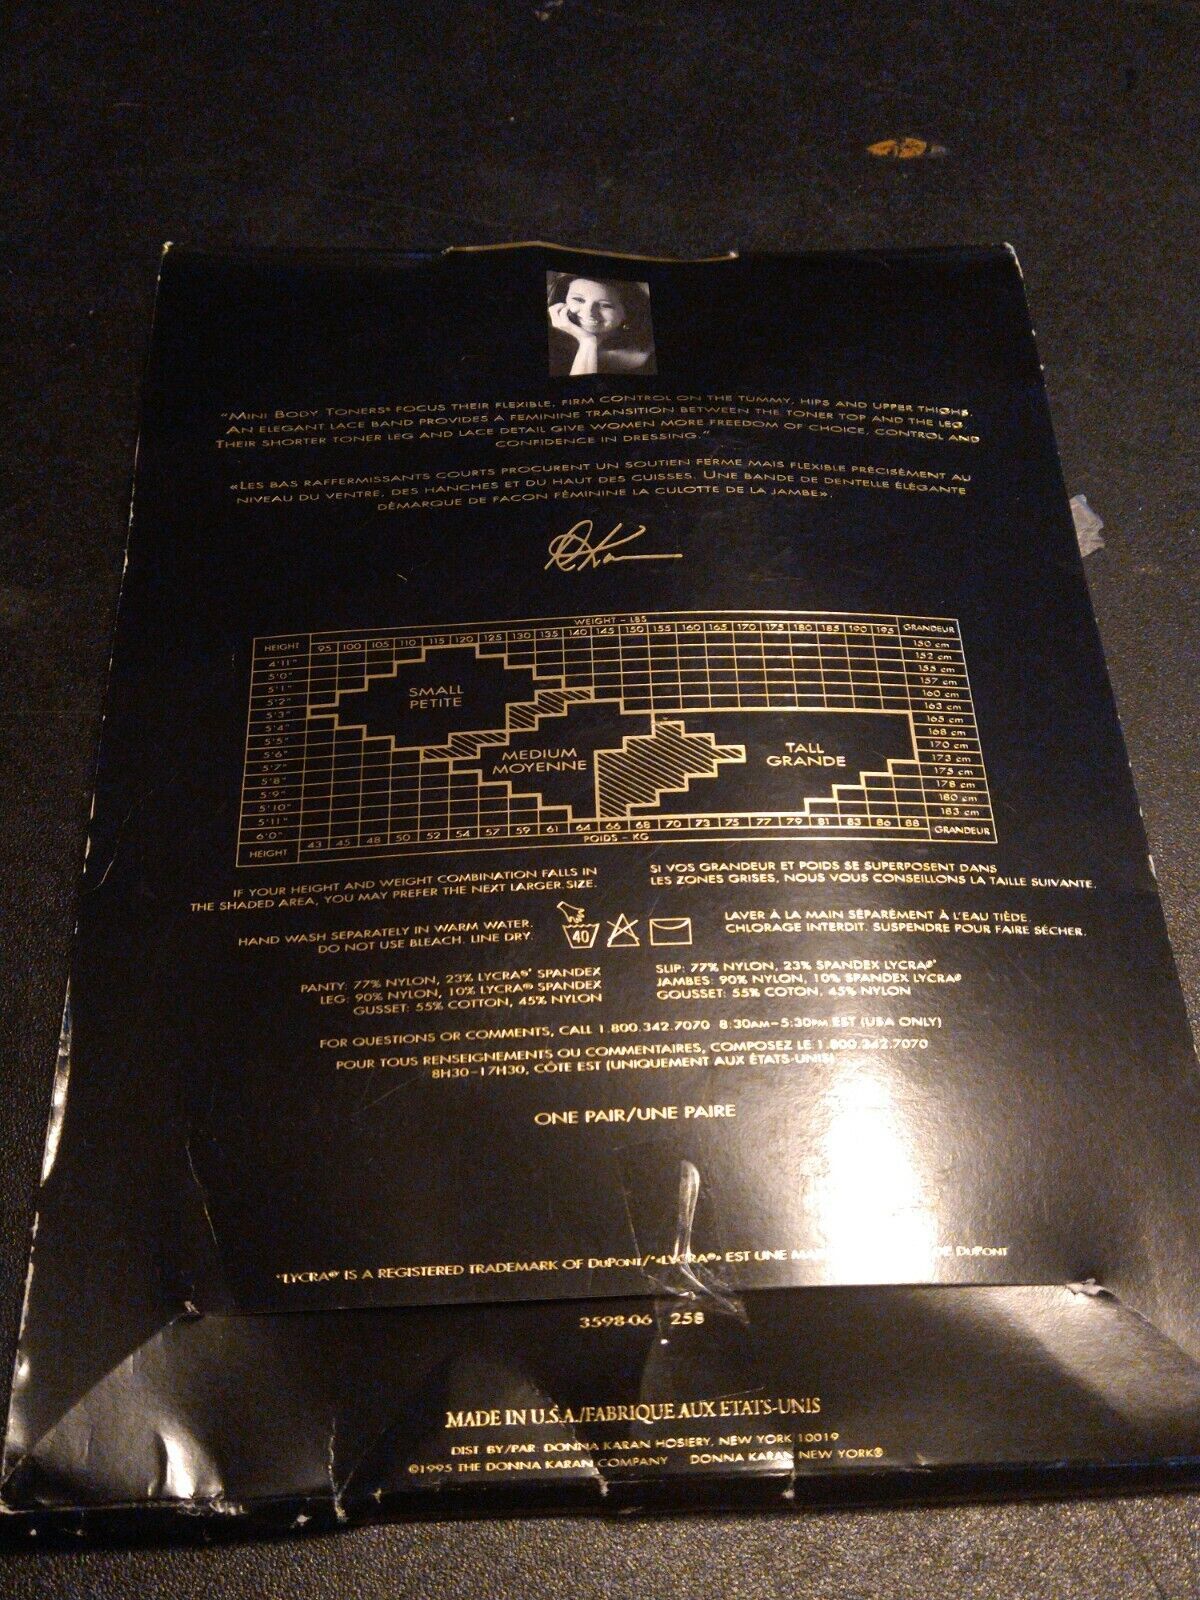 "MINI BODY TONERS® FOCUS THEIR FLEXIBLE, FIRM CONTROL ON THE TUMMY, HIPS AND UPPER THIGHS.
AN ELEGANT LACE BAND PROVIDES A FEMININE TRANSITION BETWEEN THE TONER TOP AND THE LEG.
THEIR SHORTER TONER LEG AND LACE DETAIL GIVE WOMEN MORE FREEDOM OF CHOICE, CONTROL AND
CONFIDENCE IN DRESSING."
«LES BAS RAFFERMISSANTS COURTS PROCURENT UN SOUTIEN FERME MAIS FLEXIBLE PRÉCISÉMENT AU
NIVEAU DU VENTRE, DES HANCHES ET DU HAUT DES CUISSES. UNE BANDE DE DENTELLE ÉLÉGANTE
DÉMARQUE DE FACON FÉMININE LA CULOTTE DE LA JAMBE».
WEIGHT - LBS
HEIGHT 95 100 105 110 115 120 125 130 135 140 145 150 155 160 165 170 175 180 185 190 195 GRANDEUR
4'11" 150 cm
5'0" 152 cm
5'1" 155 cm
5'2" 157 cm
5'3" 160 cm
5'4" 163 cm
5'5" 165 cm
5'6" 168 cm
5'7" 170 cm
5'8" 173 cm
5'9" 175 cm
5'10" 178 cm
5'11" 180 cm
6'0" 183 cm
SMALL
PETITE
MEDIUM
MOYENNE
TALL
GRANDE
HEIGHT 43 45 48 50 52 54 57 59 61 64 66 68 70 73 75 77 79 81 83 86 88 GRANDEUR
POIDS - KG
IF YOUR HEIGHT AND WEIGHT COMBINATION FALLS IN
THE SHADED AREA, YOU MAY PREFER THE NEXT LARGER SIZE.
SI VOS GRANDEUR ET POIDS SE SUPERPOSENT DANS
LES ZONES GRISES, NOUS VOUS CONSEILLONS LA TAILLE SUIVANTE.
HAND WASH SEPARATELY IN WARM WATER.
DO NOT USE BLEACH. LINE DRY.
40
LAVER À LA MAIN SÉPARÉMENT À L'EAU TIÈDE.
CHLORAGE INTERDIT. SUSPENDRE POUR FAIRE SÉCHER.
PANTY: 77% NYLON, 23% LYCRA®* SPANDEX
LEG: 90% NYLON, 10% LYCRA® SPANDEX
GUSSET: 55% COTTON, 45% NYLON
SLIP: 77% NYLON, 23% SPANDEX LYCRA®*
JAMBES: 90% NYLON, 10% SPANDEX LYCRA®
GOUSSET: 55% COTON, 45% NYLON
FOR QUESTIONS OR COMMENTS, CALL 1.800.342.7070 8:30AM-5:30PM EST (USA ONLY)
POUR TOUS RENSEIGNEMENTS OU COMMENTAIRES, COMPOSEZ LE 1.800.342.7070
8H30-17H30, CÔTE EST (UNIQUEMENT AUX ÉTATS-UNIS)
ONE PAIR/UNE PAIRE
*LYCRA® IS A REGISTERED TRADEMARK OF DUPONT/*«LYCRA®» EST UNE DE DUPONT
3598-06 258
MADE IN U.S.A./FABRIQUE AUX ETATS-UNIS
DIST. BY/PAR: DONNA KARAN HOSIERY, NEW YORK 10019
©1995 THE DONNA KARAN COMPANY DONNA KARAN NEW YORK®